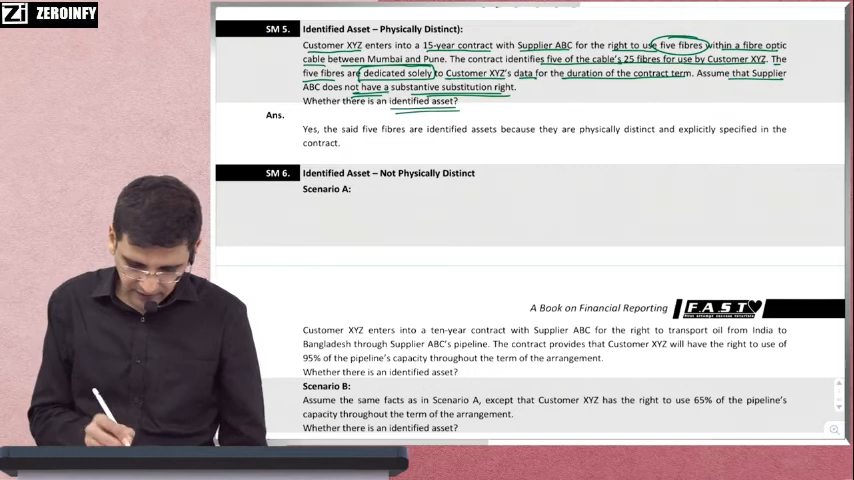 Zi ZEROINFY
SM 5. Identified Asset – Physically Distinct):
Customer XYZ enters into a 15-year contract with Supplier ABC for the right to use five fibres within a fibre optic
cable between Mumbai and Pune. The contract identifies five of the cable's 25 fibres for use by Customer XYZ. The
five fibres are dedicated solely to Customer XYZ's data for the duration of the contract term. Assume that Supplier
ABC does not have a substantive substitution right.
Whether there is an identified asset?
Ans.
Yes, the said five fibres are identified assets because they are physically distinct and explicitly specified in the
contract.
SM 6. Identified Asset – Not Physically Distinct
Scenario A:
A Book on Financial Reporting F.A.S.T
Customer XYZ enters into a ten-year contract with Supplier ABC for the right to transport oil from India to
Bangladesh through Supplier ABC's pipeline. The contract provides that Customer XYZ will have the right to use of
95% of the pipeline's capacity throughout the term of the arrangement.
Whether there is an identified asset?
Scenario B:
Assume the same facts as in Scenario A, except that Customer XYZ has the right to use 65% of the pipeline's
capacity throughout the term of the arrangement.
Whether there is an identified asset?